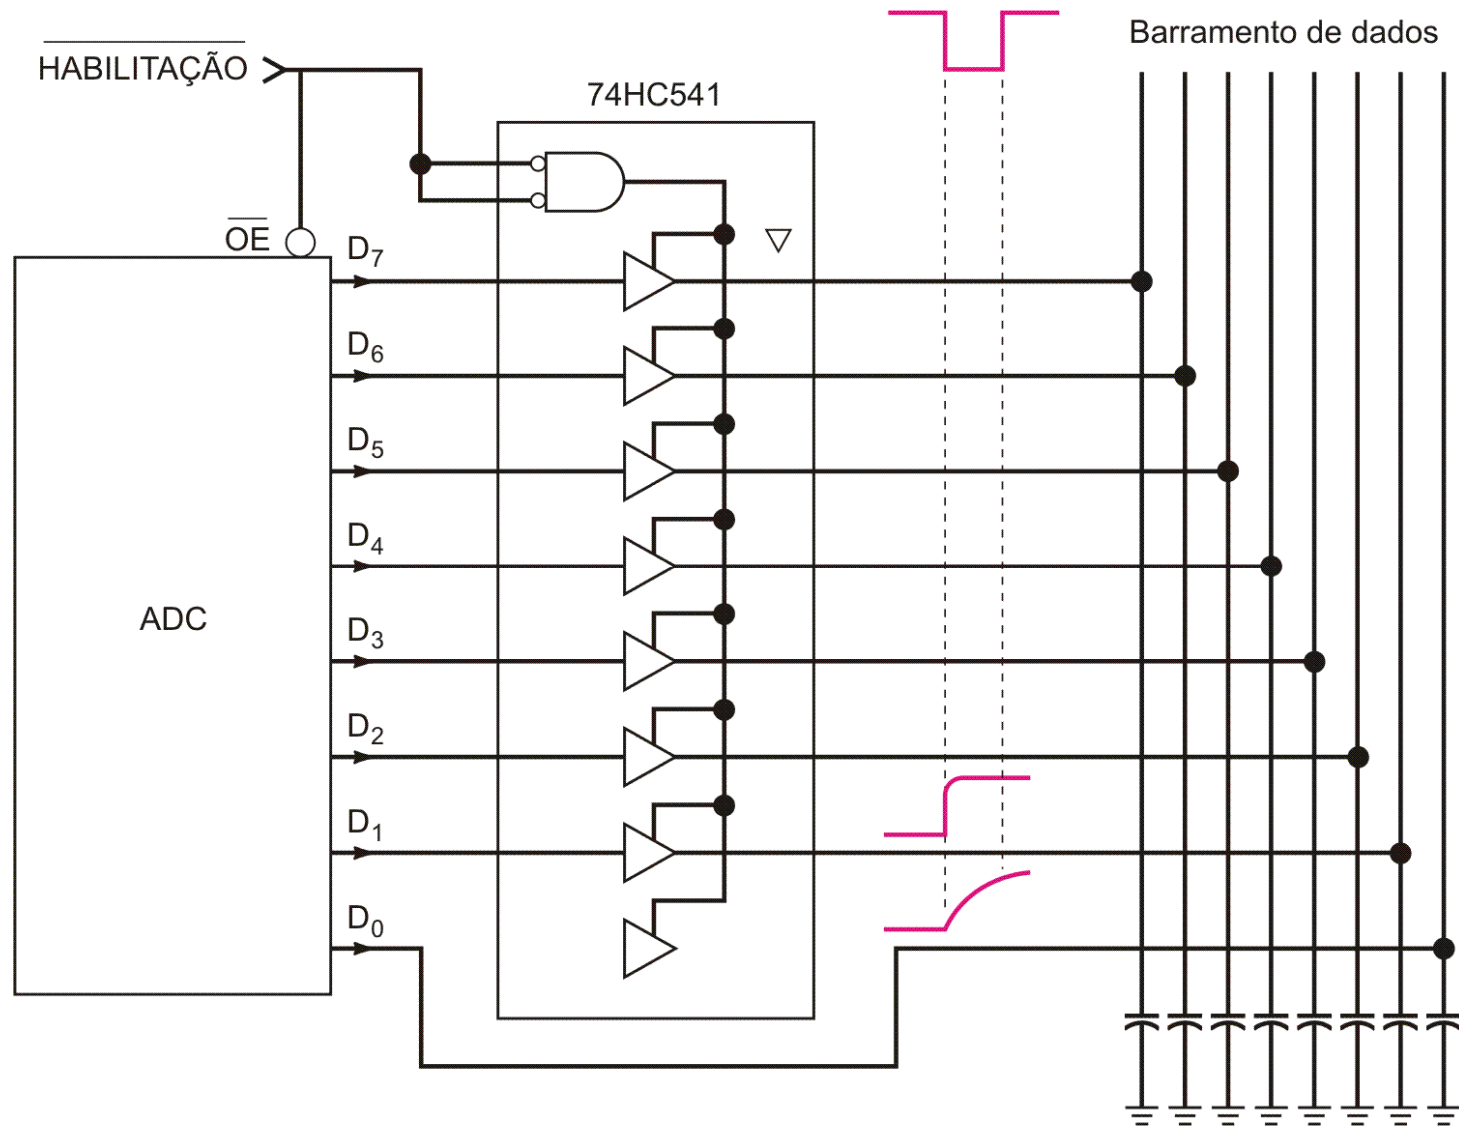 Barramento de dados
HABILITAÇÃO
74HC541
OE
D7
D6
D5
D4
ADC
D3
D2
D1
D0